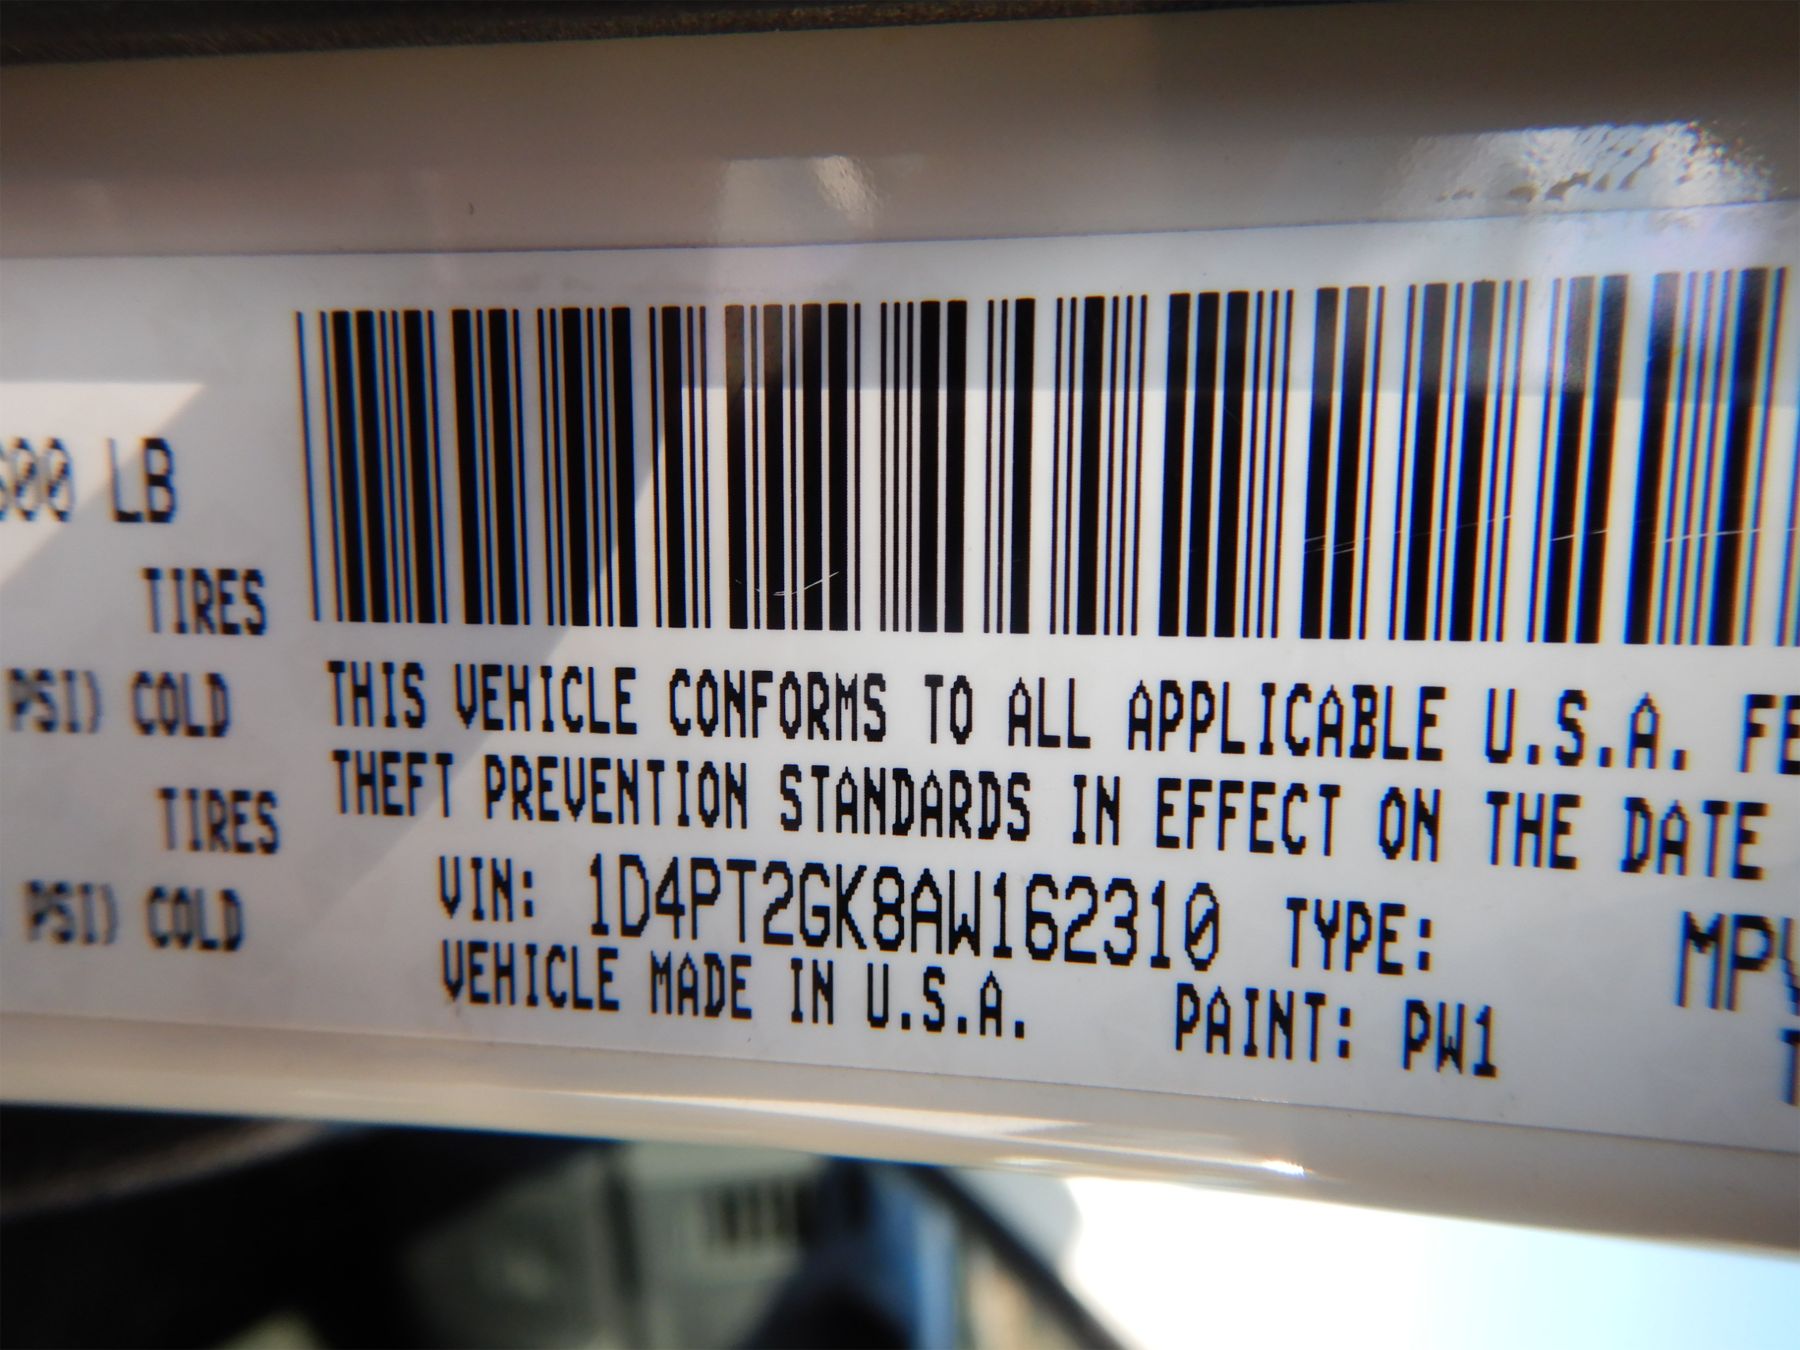 LB
TIRES
PSI) COLD
TIRES
PSI) COLD
THIS VEHICLE CONFORMS TO ALL APPLICABLE U.S.A.
THEFT PREVENTION STANDARDS IN EFFECT ON THE DATE
VIN: 1D4PT2GK8AW162310 TYPE:
VEHICLE MADE IN U.S.A. PAINT: PW1